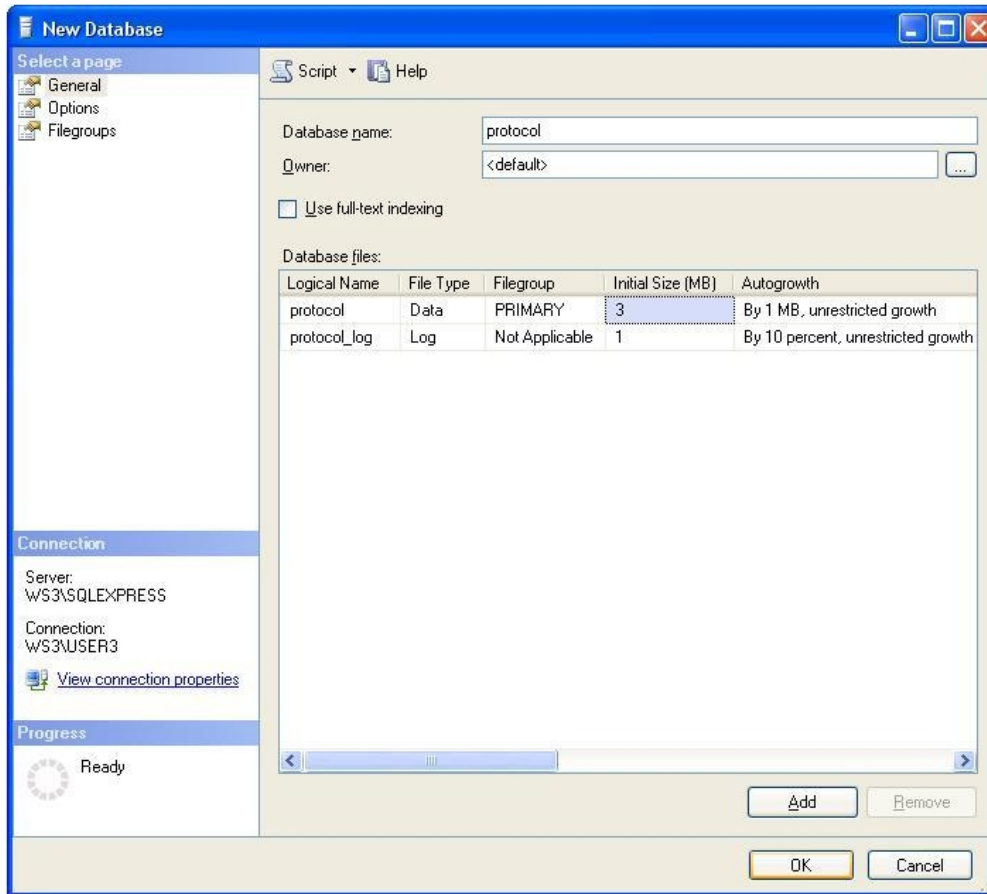 New Database
Select a page
General
Options
Filegroups
Script Help
Database name: protocol
Owner: <default> ...
Use full-text indexing
Database files:
Logical Name File Type Filegroup Initial Size (MB) Autogrowth
protocol Data PRIMARY 3 By 1 MB, unrestricted growth
protocol_log Log Not Applicable 1 By 10 percent, unrestricted growth
Connection
Server:
WS3\SQLEXPRESS
Connection:
WS3\USER3
View connection properties
Progress
Ready
Add Remove
OK Cancel